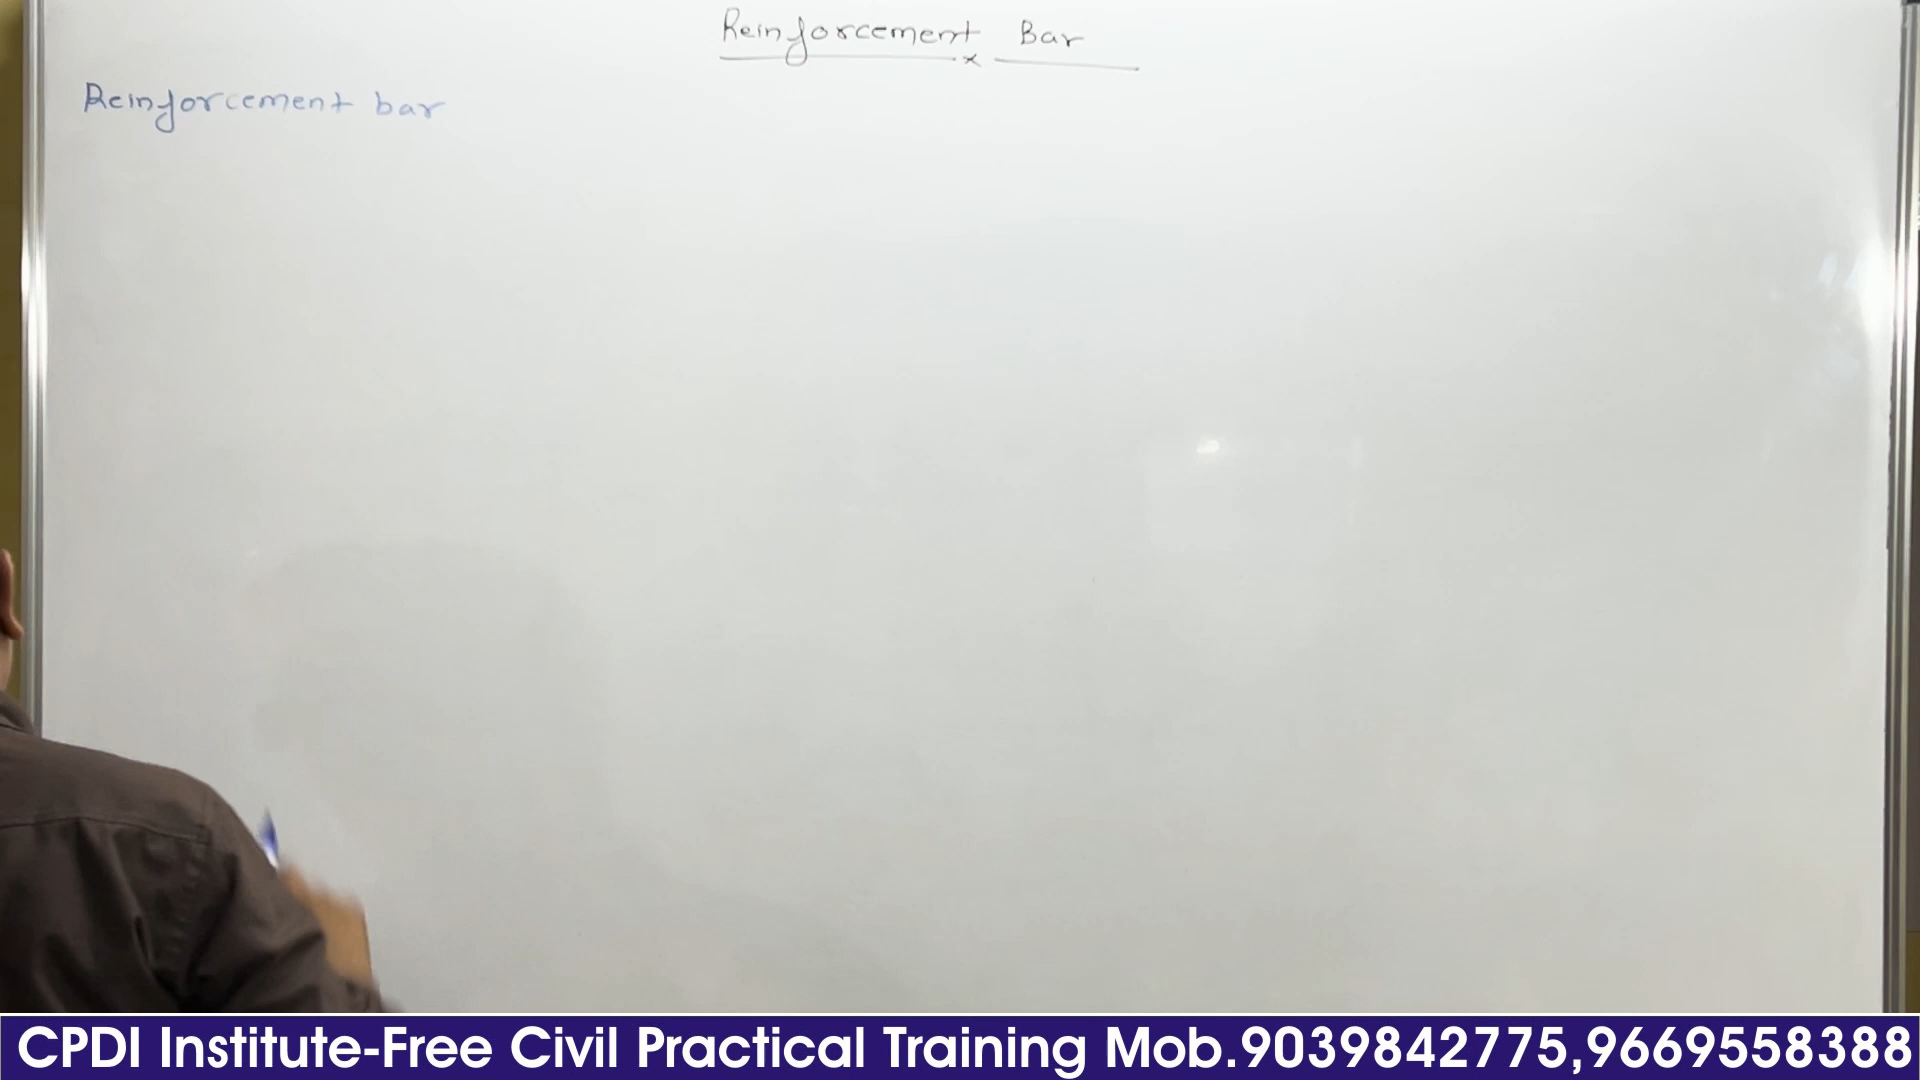 Reinforcement Bar
Reinforcement bar
CPDI Institute-Free Civil Practical Training Mob.9039842775,9669558388